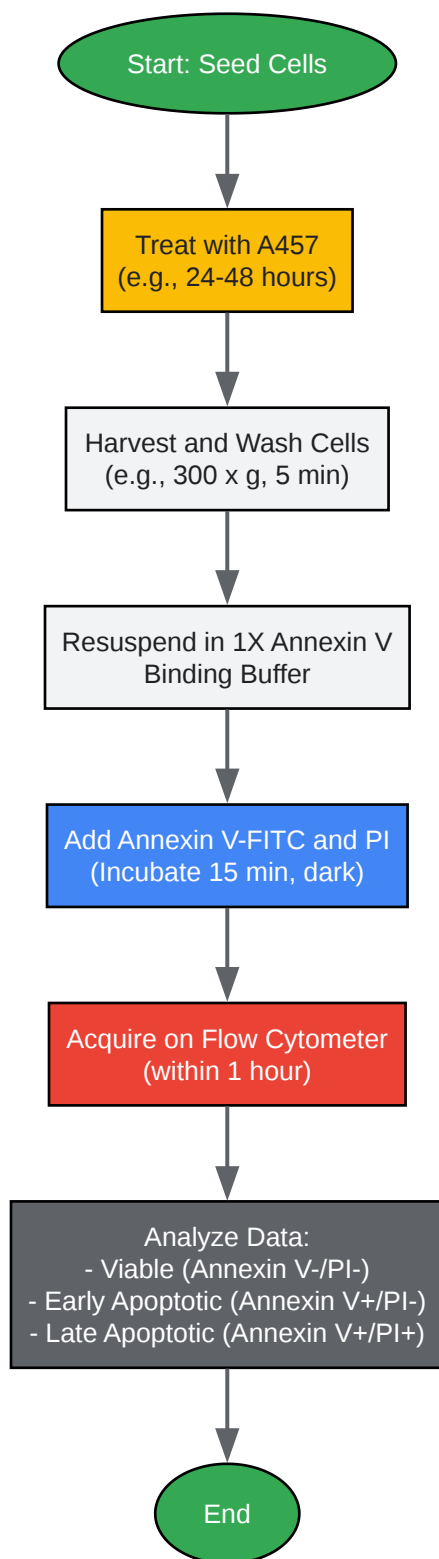 Start: Seed Cells
Treat with A457
(e.g., 24-48 hours)
Harvest and Wash Cells
(e.g., 300 x g, 5 min)
Resuspend in 1X Annexin V
Binding Buffer
Add Annexin V-FITC and PI
(Incubate 15 min, dark)
Acquire on Flow Cytometer
(within 1 hour)
Analyze Data:
- Viable (Annexin V-/PI-)
- Early Apoptotic (Annexin V+/PI-)
- Late Apoptotic (Annexin V+/PI+)
End